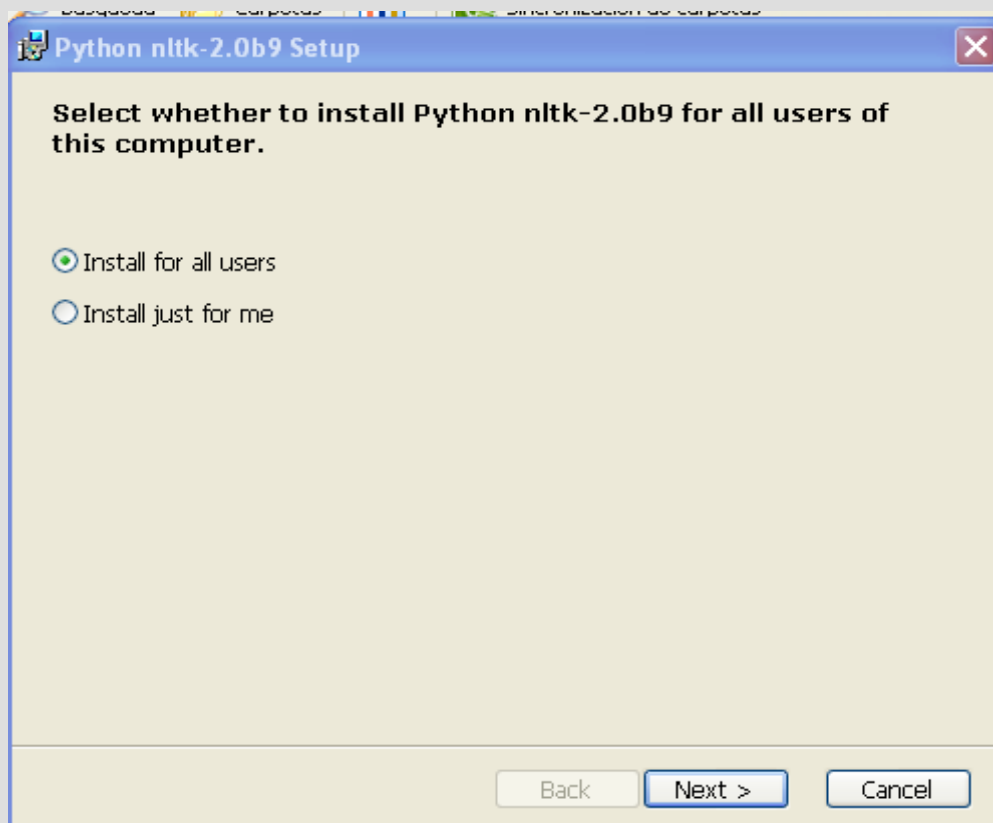 Python nltk-2.0b9 Setup
Select whether to install Python nltk-2.0b9 for all users of
this computer.
Install for all users
Install just for me
Back
Next >
Cancel